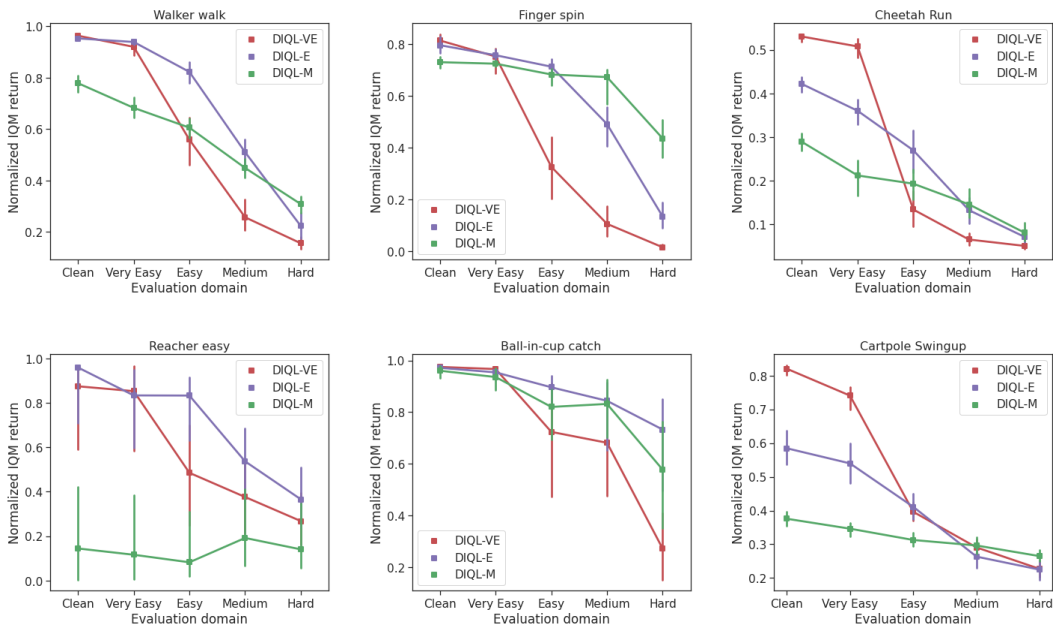 Walker walk
Normalized IQM return
1.0
0.8
0.6
0.4
0.2
DIQL-VE
DIQL-E
DIQL-M
Clean Very Easy Easy Medium Hard
Evaluation domain
Finger spin
Normalized IQM return
0.8
0.6
0.4
0.2
0.0
DIQL-VE
DIQL-E
DIQL-M
Clean Very Easy Easy Medium Hard
Evaluation domain
Cheetah Run
Normalized IQM return
0.5
0.4
0.3
0.2
0.1
DIQL-VE
DIQL-E
DIQL-M
Clean Very Easy Easy Medium Hard
Evaluation domain
Reacher easy
Normalized IQM return
1.0
0.8
0.6
0.4
0.2
0.0
DIQL-VE
DIQL-E
DIQL-M
Clean Very Easy Easy Medium Hard
Evaluation domain
Ball-in-cup catch
Normalized IQM return
1.0
0.8
0.6
0.4
0.2
DIQL-VE
DIQL-E
DIQL-M
Clean Very Easy Easy Medium Hard
Evaluation domain
Cartpole Swingup
Normalized IQM return
0.8
0.7
0.6
0.5
0.4
0.3
0.2
DIQL-VE
DIQL-E
DIQL-M
Clean Very Easy Easy Medium Hard
Evaluation domain